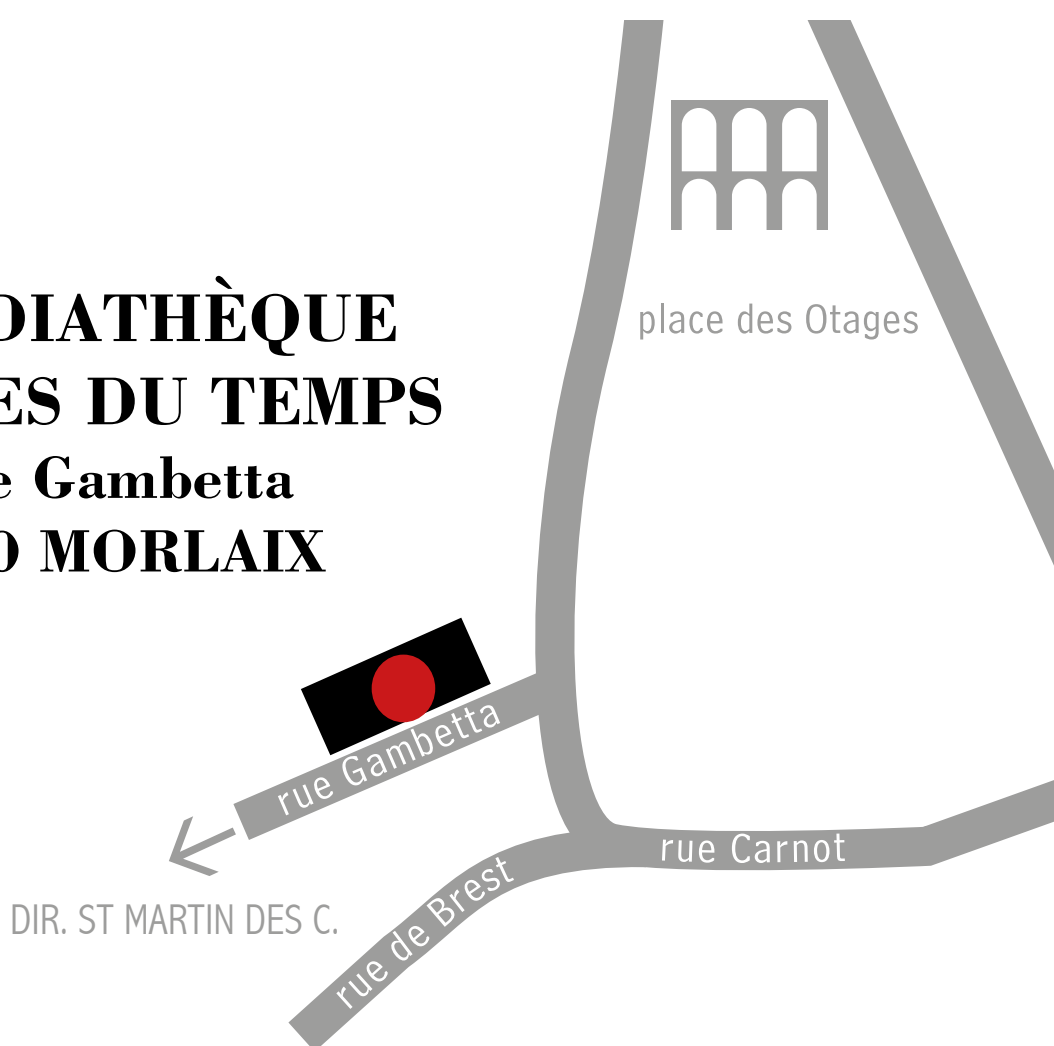 DIATHÈQUE
ES DU TEMPS
e Gambetta
0 MORLAIX
place des Otages
rue Gambetta
rue Carnot
rue de Brest
DIR. ST MARTIN DES C.